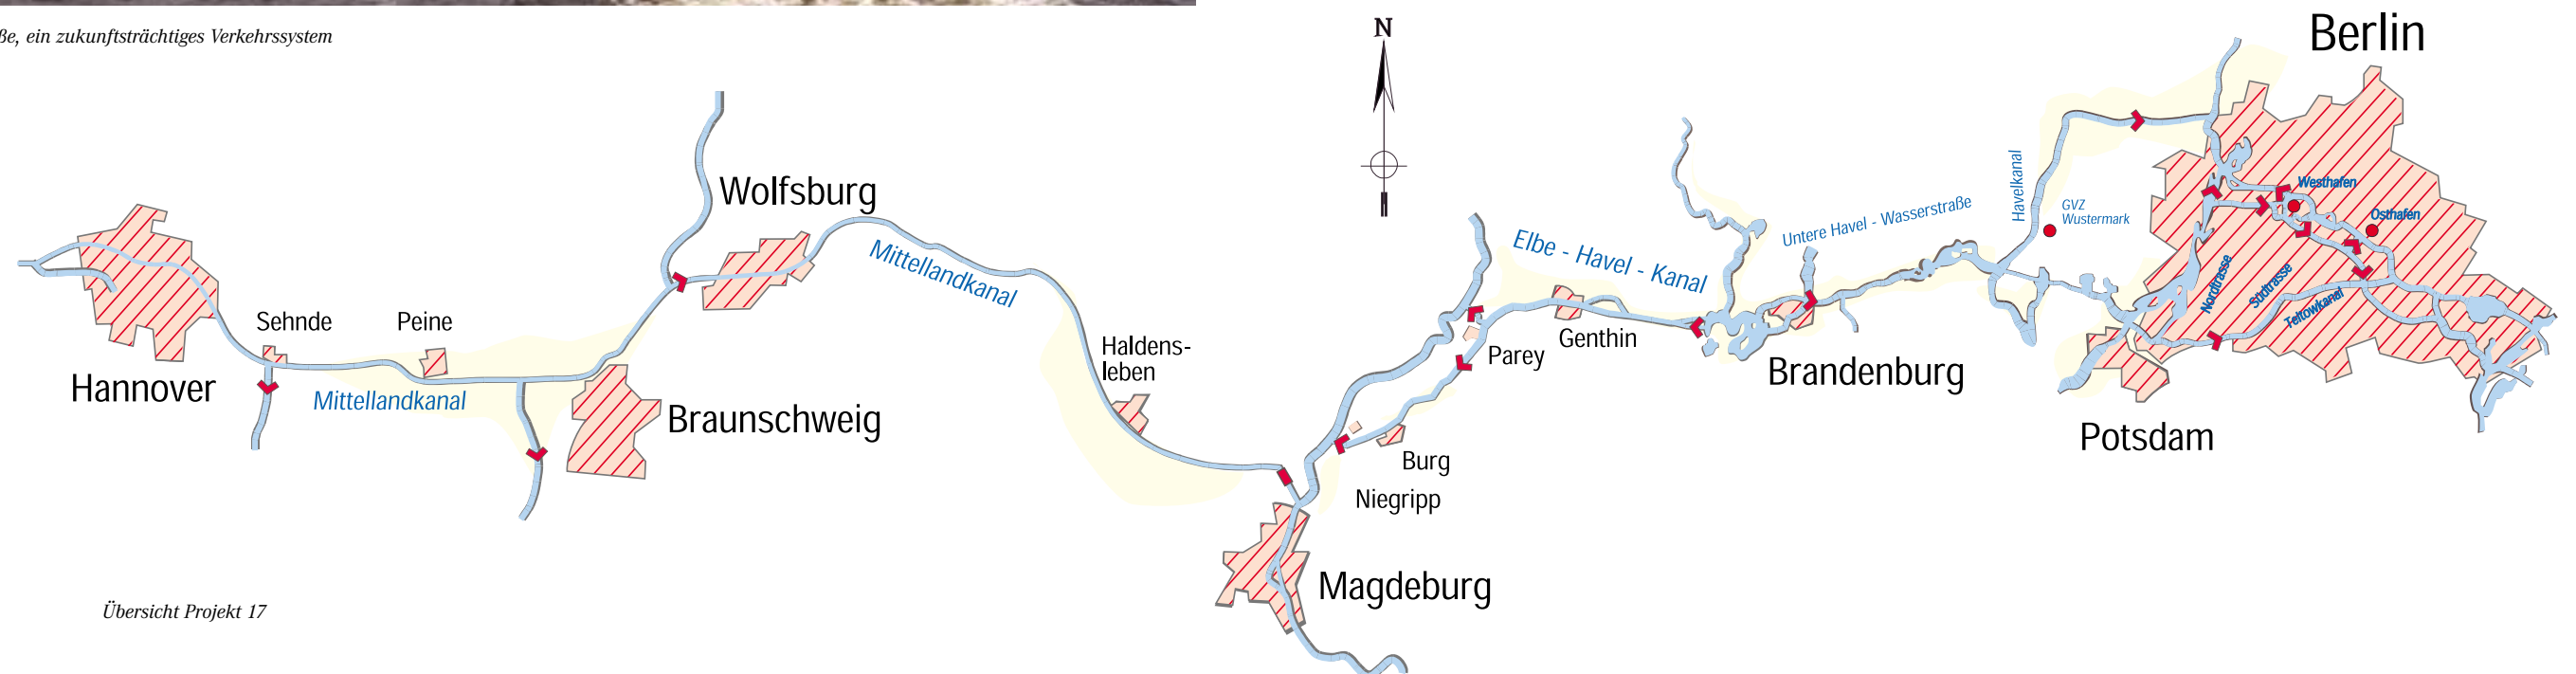 ße, ein zukunftsträchtiges Verkehrssystem
N
Berlin
Wolfsburg
Mittellandkanal
Elbe - Havel - Kanal
Untere Havel - Wasserstraße
Havelkanal
GVZ
Wustermark
Westhafen
Osthafen
Nordtrasse
Südtrasse
Teltowkanal
Hannover
Sehnde
Peine
Mittellandkanal
Braunschweig
Haldens-
leben
Parey
Genthin
Brandenburg
Potsdam
Burg
Niegripp
Magdeburg
Übersicht Projekt 17